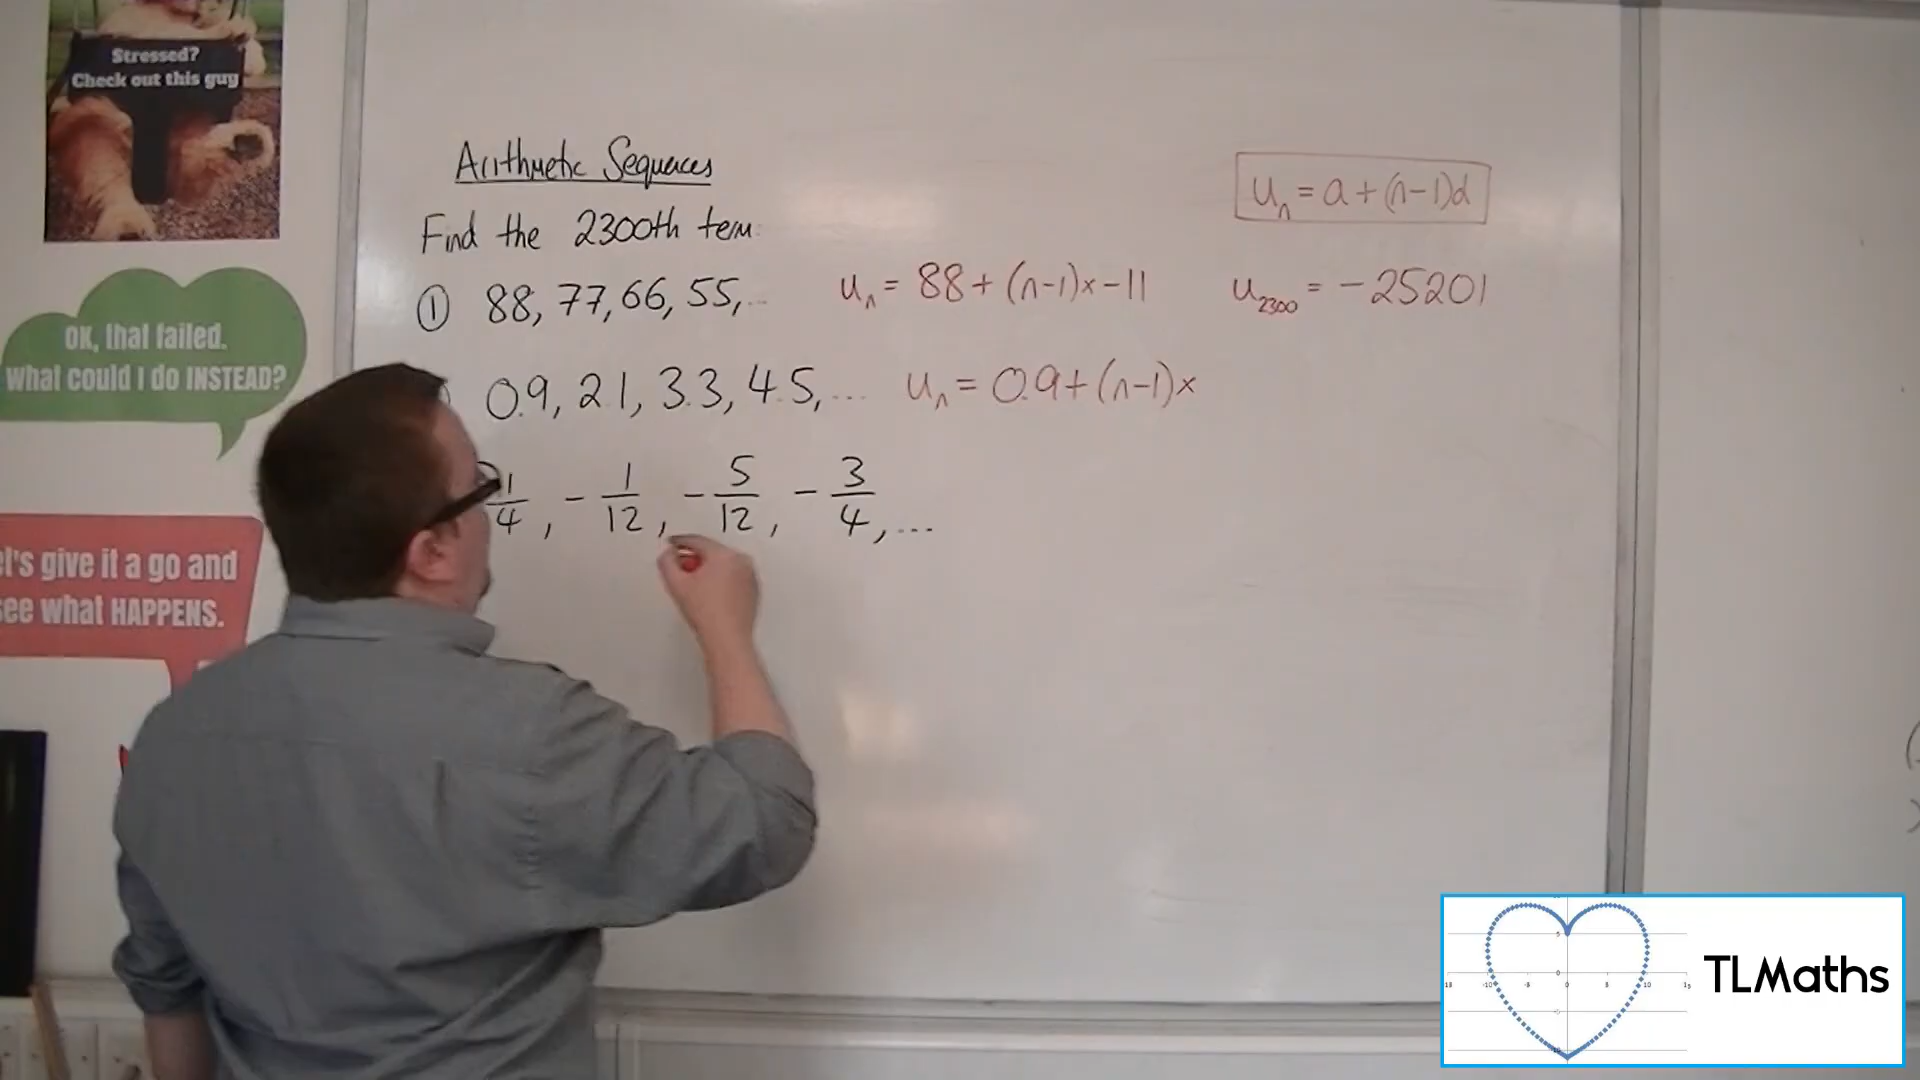 Stressed?
Check out this guy
OK, that failed.
What could I do INSTEAD?
let's give it a go and
see what HAPPENS.
Arithmetic Sequences
Find the 2300th term.
① 88, 77, 66, 55, ...
uₙ = 88 + (n-1)x -11
u₂₃₀₀ = -25201
uₙ = a + (n-1)d
0.9, 2.1, 3.3, 4.5, ...
uₙ = 0.9 + (n-1)x
1/4, -1/12, -5/12, -3/4, ...
TLMaths